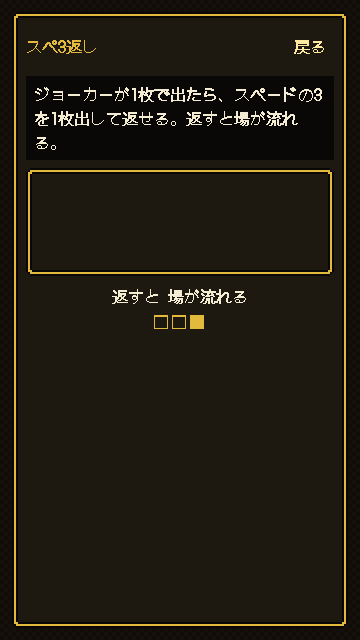 スペ3返し
戻る
ジョーカーが1枚で出たら、スペードの3
を1枚出して返せる。返すと場が流れ
る。
返すと 場が流れる